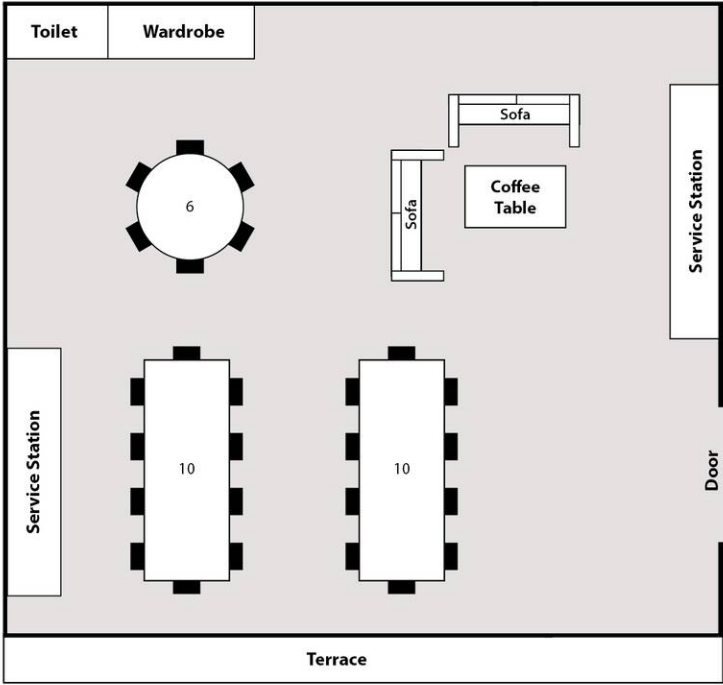 Toilet
Wardrobe
Sofa
Sofa
Coffee
Table
Service Station
6
Service Station
10
10
Door
Terrace